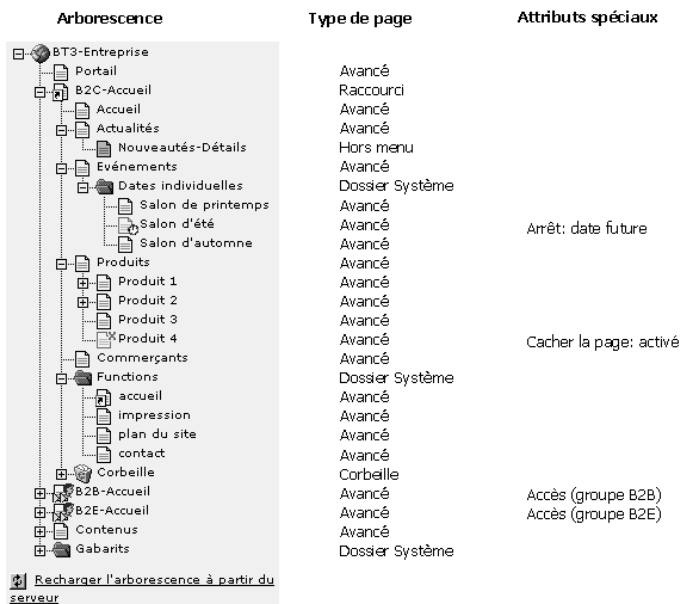 Arborescence Type de page Attributs spéciaux
BT3-Entreprise
Portail Avancé
B2C-Accueil Raccourci
Accueil Avancé
Actualités Avancé
Nouveautés-Détails Hors menu
Evénements Avancé
Dates individuelles Dossier Système
Salon de printemps Avancé
Salon d'été Avancé Arrêt: date future
Salon d'automne Avancé
Produits Avancé
Produit 1 Avancé
Produit 2 Avancé
Produit 3 Avancé
Produit 4 Avancé Cacher la page: activé
Commerçants Avancé
Functions Dossier Système
accueil Avancé
impression Avancé
plan du site Avancé
contact Avancé
Corbeille Corbeille
B2B-Accueil Avancé Accès (groupe B2B)
B2E-Accueil Avancé Accès (groupe B2E)
Contenus Avancé
Gabarits Dossier Système
Recharger l'arborescence à partir du
serveur